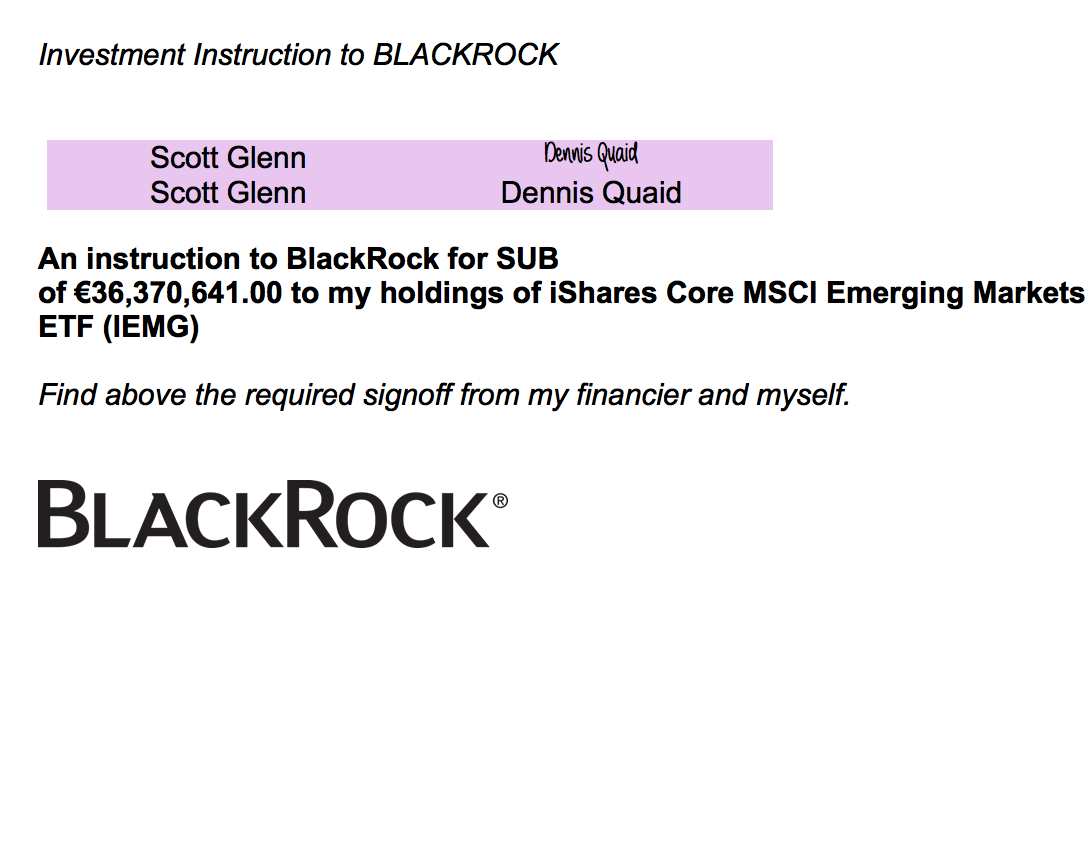 Investment Instruction to BLACKROCK
Scott Glenn Dennis Quaid
Scott Glenn Dennis Quaid
An instruction to BlackRock for SUB
of €36,370,641.00 to my holdings of iShares Core MSCI Emerging Markets
ETF (IEMG)
Find above the required signoff from my financier and myself.
BLACKROCK®